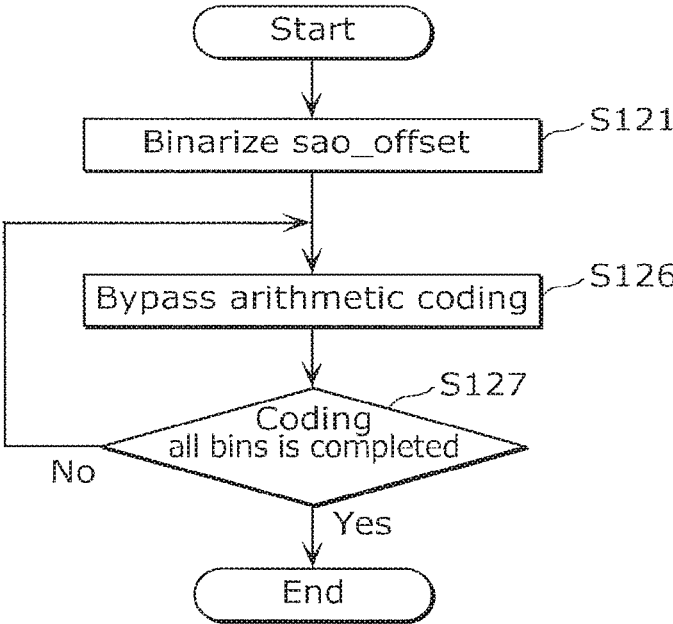 Start
Binarize sao_offset
S121
Bypass arithmetic coding
S126
S127
Coding
all bins is completed
No
Yes
End